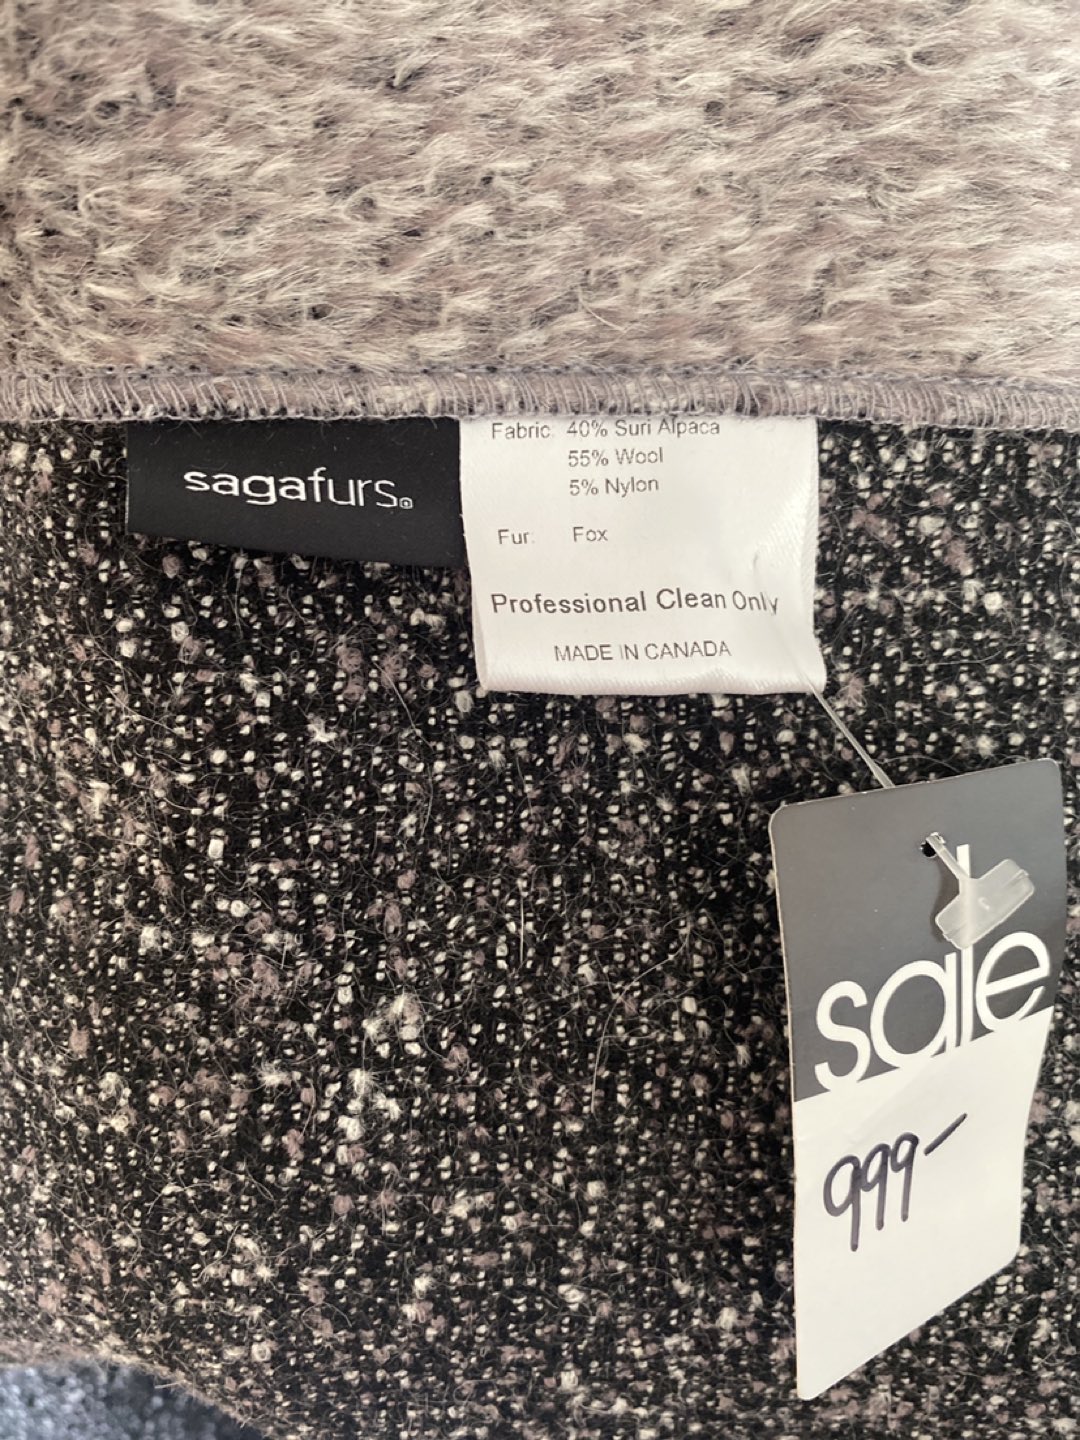 sagafurs®
Fabric: 40% Suri Alpaca
55% Wool
5% Nylon
Fur: Fox
Professional Clean Only
MADE IN CANADA
sale
999-